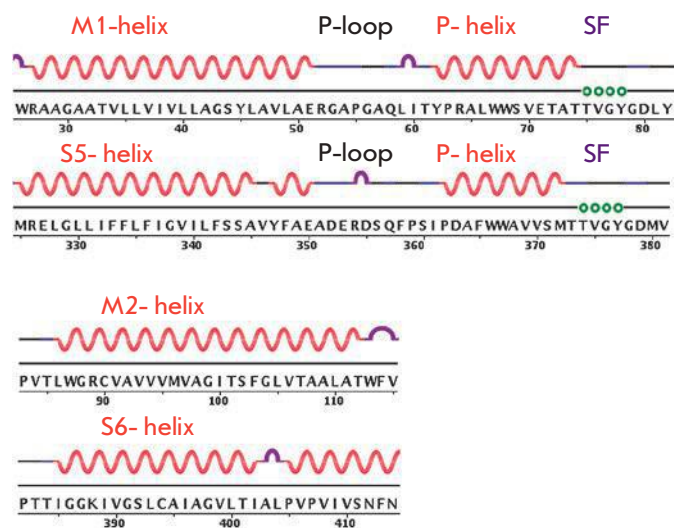 M1-helix P-loop P- helix SF
WRAAGAATVLLVIVLLAGSYLAVLAERGAPGAQLITYPRALWWSVETATTVGYGDLY
30 40 50 60 70 80
S5- helix P-loop P- helix SF
MRELGLLIFFLFIGVILFSSAVYFAEADERDSQFPSIPDAFWWAVVSMTTVGYGDMV
330 340 350 360 370 380
M2- helix
PVTLWGRCVAVVVMVAGITSFGLVTAALATWFV
90 100 110
S6- helix
PTTIGGKIVGSLCAIAGVLTIALPVPVIVSNFN
390 400 410